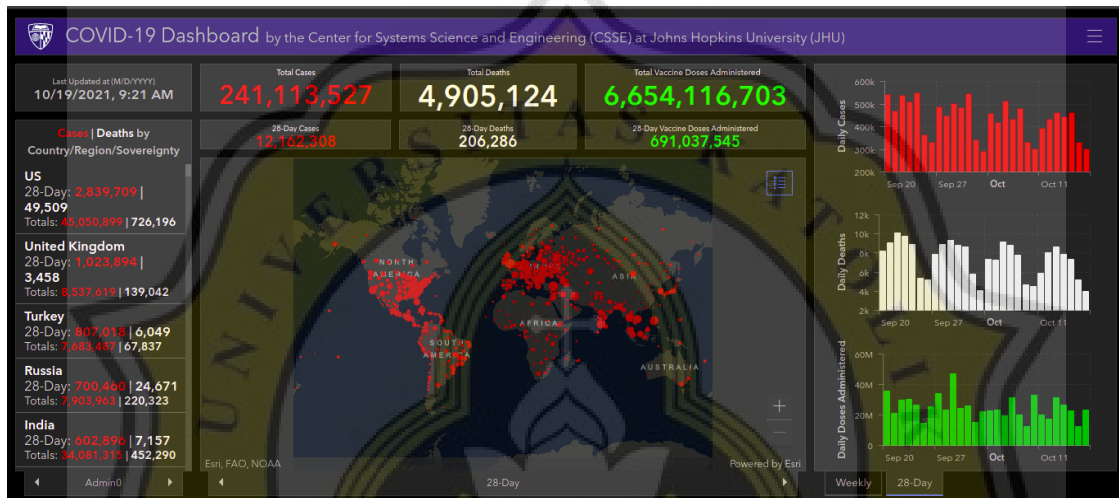 COVID-19 Dashboard by the Center for Systems Science and Engineering (CSSE) at Johns Hopkins University (JHU)
Last Updated at (M/D/YYYY)
10/19/2021, 9:21 AM
Cases | Deaths by
Country/Region/Sovereignty
US
28-Day: 2,839,709 |
49,509
Totals: 45,050,899 | 726,196
United Kingdom
28-Day: 1,023,894 |
3,458
Totals: 8,537,619 | 139,042
Turkey
28-Day: 807,018 | 6,049
Totals: 7,683,487 | 67,837
Russia
28-Day: 700,460 | 24,671
Totals: 7,903,963 | 220,323
India
28-Day: 602,896 | 7,157
Totals: 34,081,315 | 452,290
Admin0
Total Cases
241,113,527
Total Deaths
4,905,124
Total Vaccine Doses Administered
6,654,116,703
28-Day Cases
12,162,308
28-Day Deaths
206,286
28-Day Vaccine Doses Administered
691,037,545
NORTH
AMERICA
EUROPE
ASIA
AFRICA
SOUTH
AMERICA
AUSTRALIA
Esri, FAO, NOAA
Powered by Esri
28-Day
Daily Cases
600k
500k
400k
300k
200k
Sep 20
Sep 27
Oct
Oct 11
Daily Deaths
12k
10k
8k
6k
4k
2k
Sep 20
Sep 27
Oct
Oct 11
Daily Doses Administered
60M
40M
20M
0
Sep 20
Sep 27
Oct
Oct 11
Weekly
28-Day
UNIVERSITAS